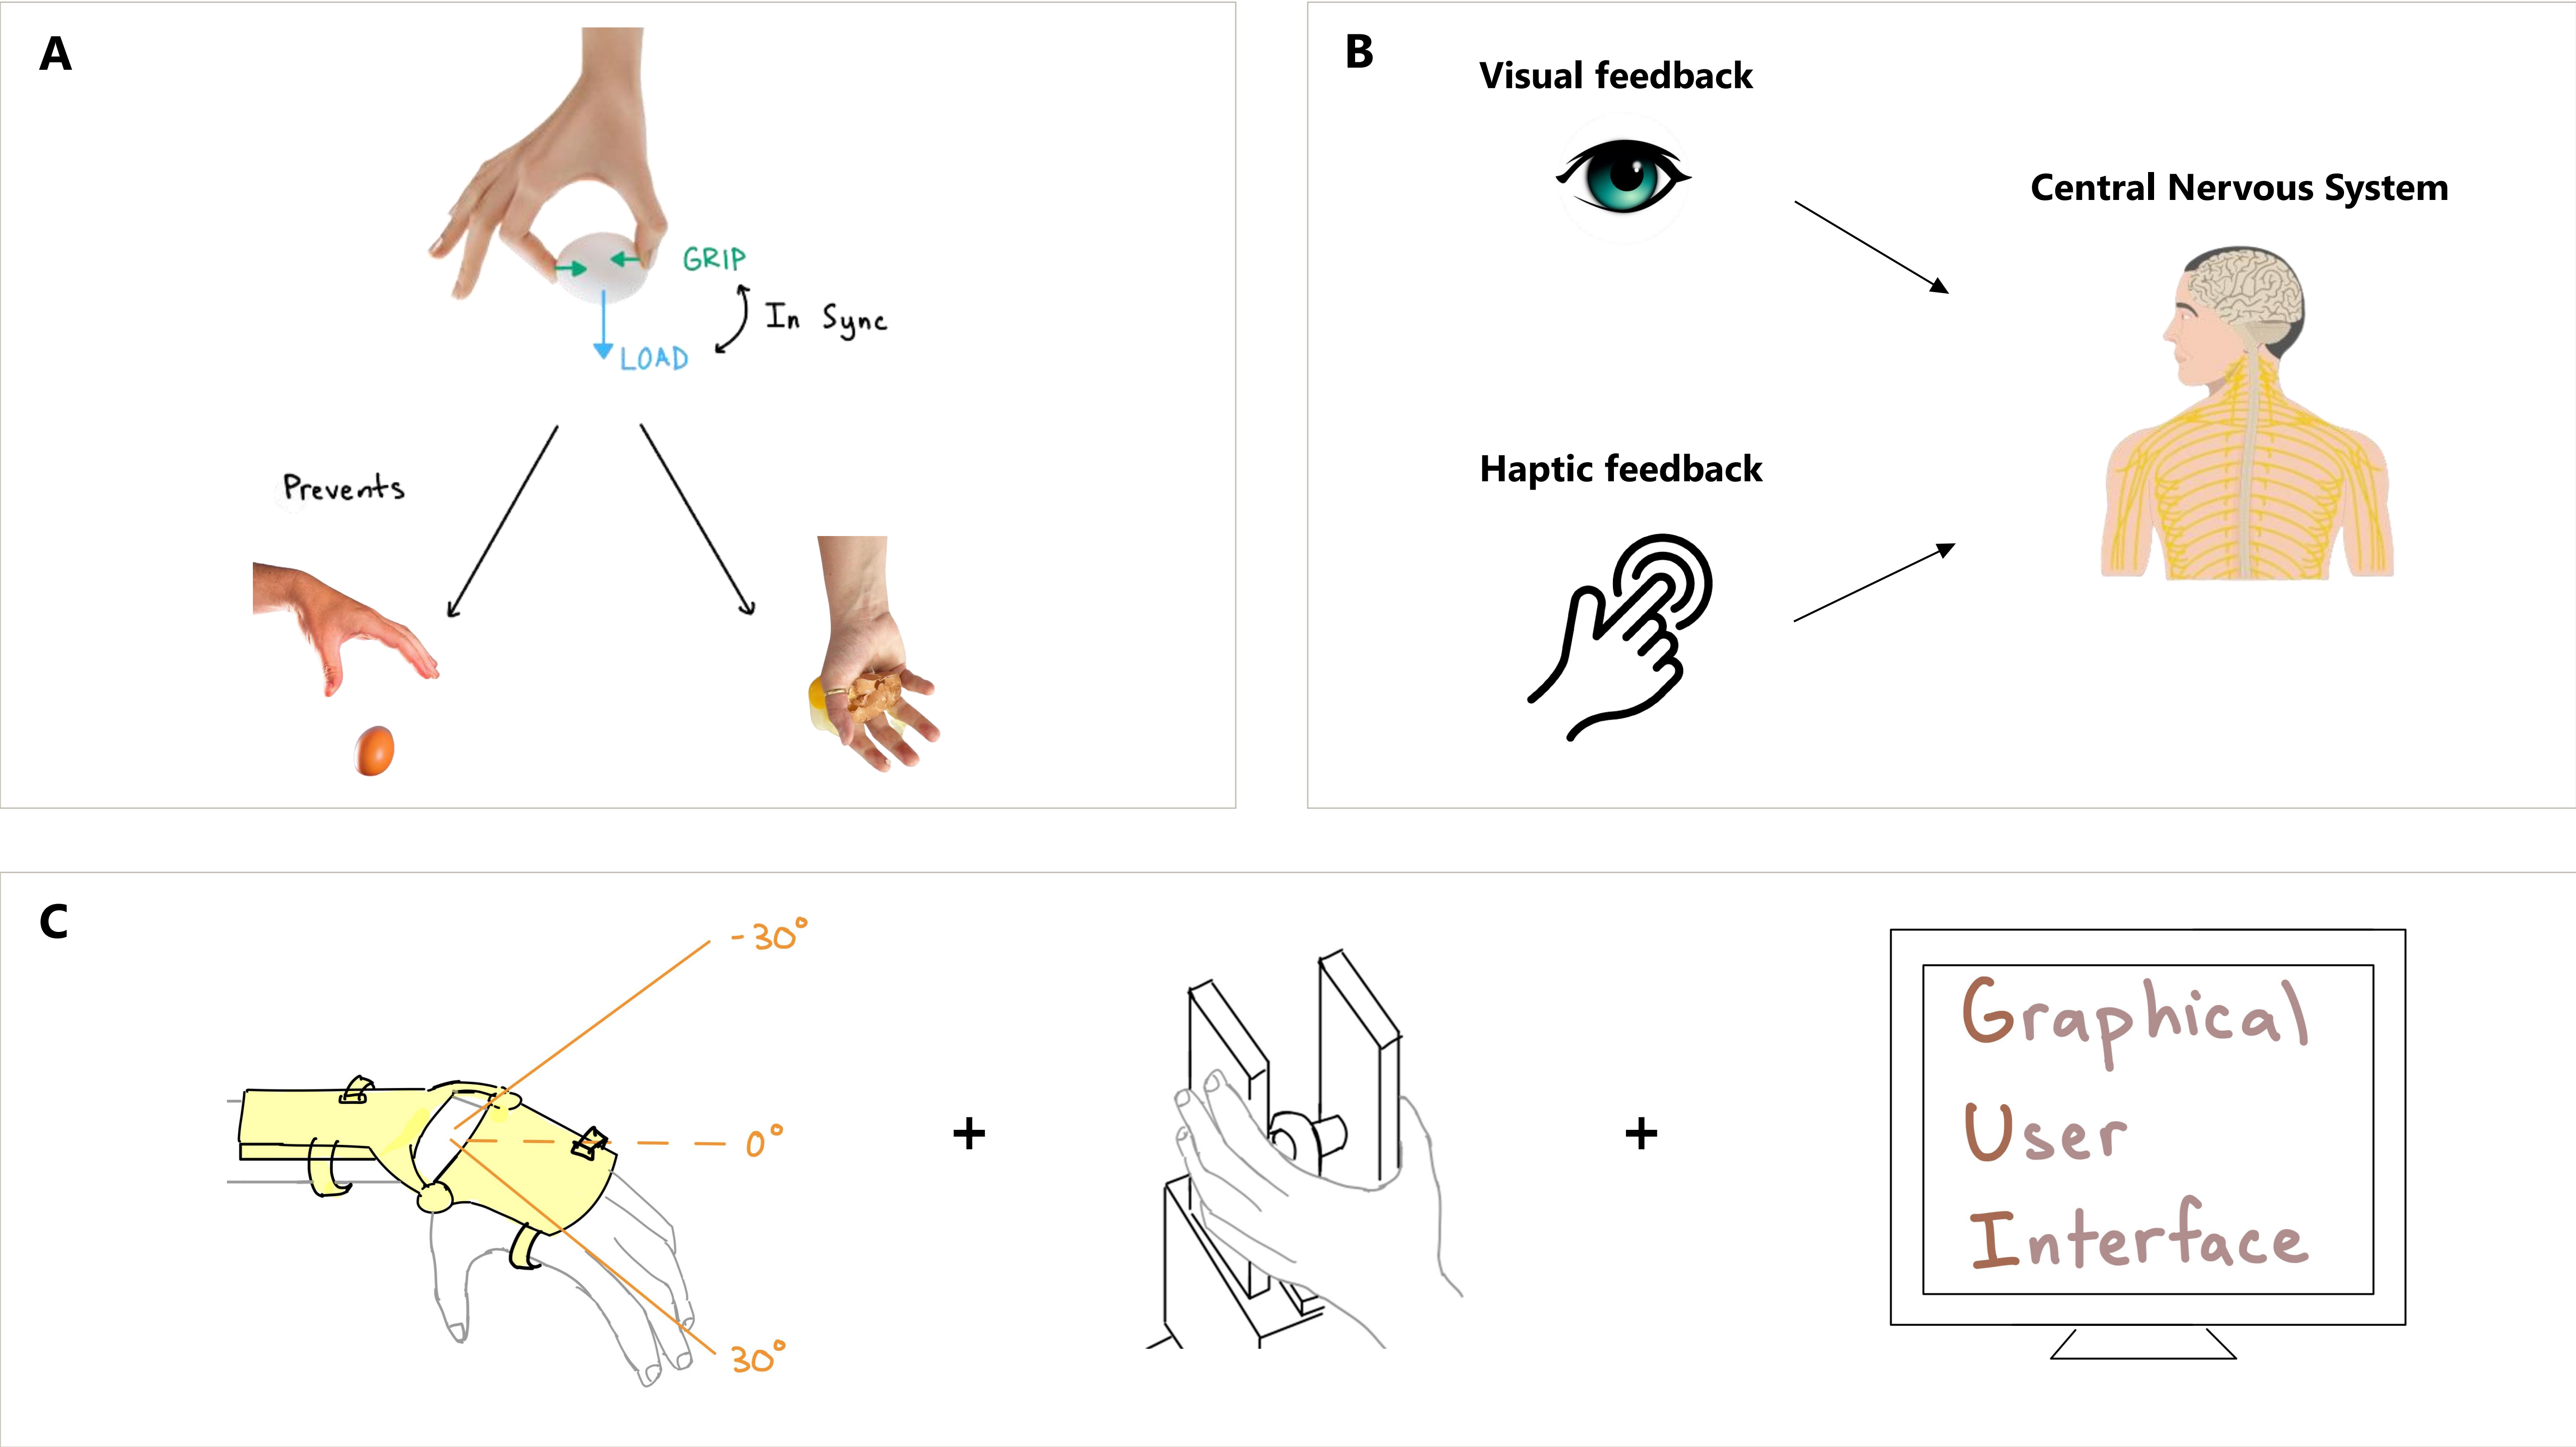 A
GRIP
In Sync
LOAD
Prevents
B
Visual feedback
Central Nervous System
Haptic feedback
C
-30°
0°
30°
+
+
Graphical
User
Interface